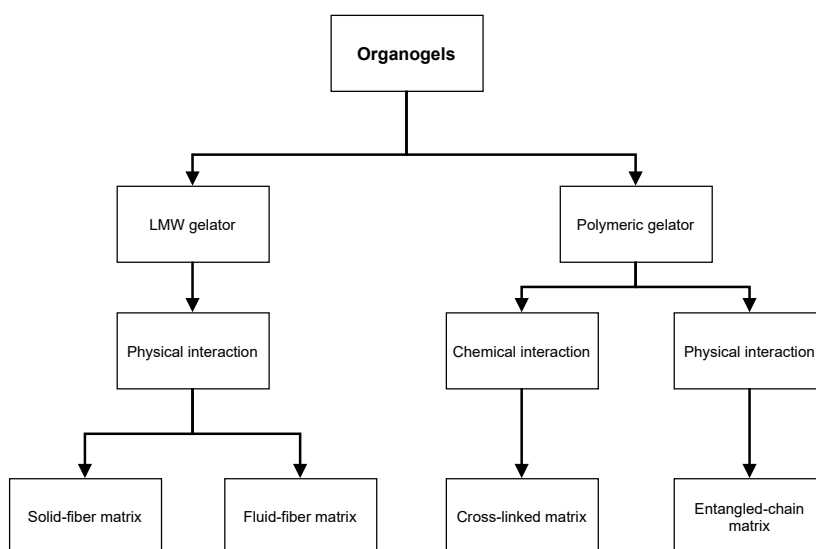 Organogels
LMW gelator
Polymeric gelator
Physical interaction
Chemical interaction
Physical interaction
Solid-fiber matrix
Fluid-fiber matrix
Cross-linked matrix
Entangled-chain
matrix